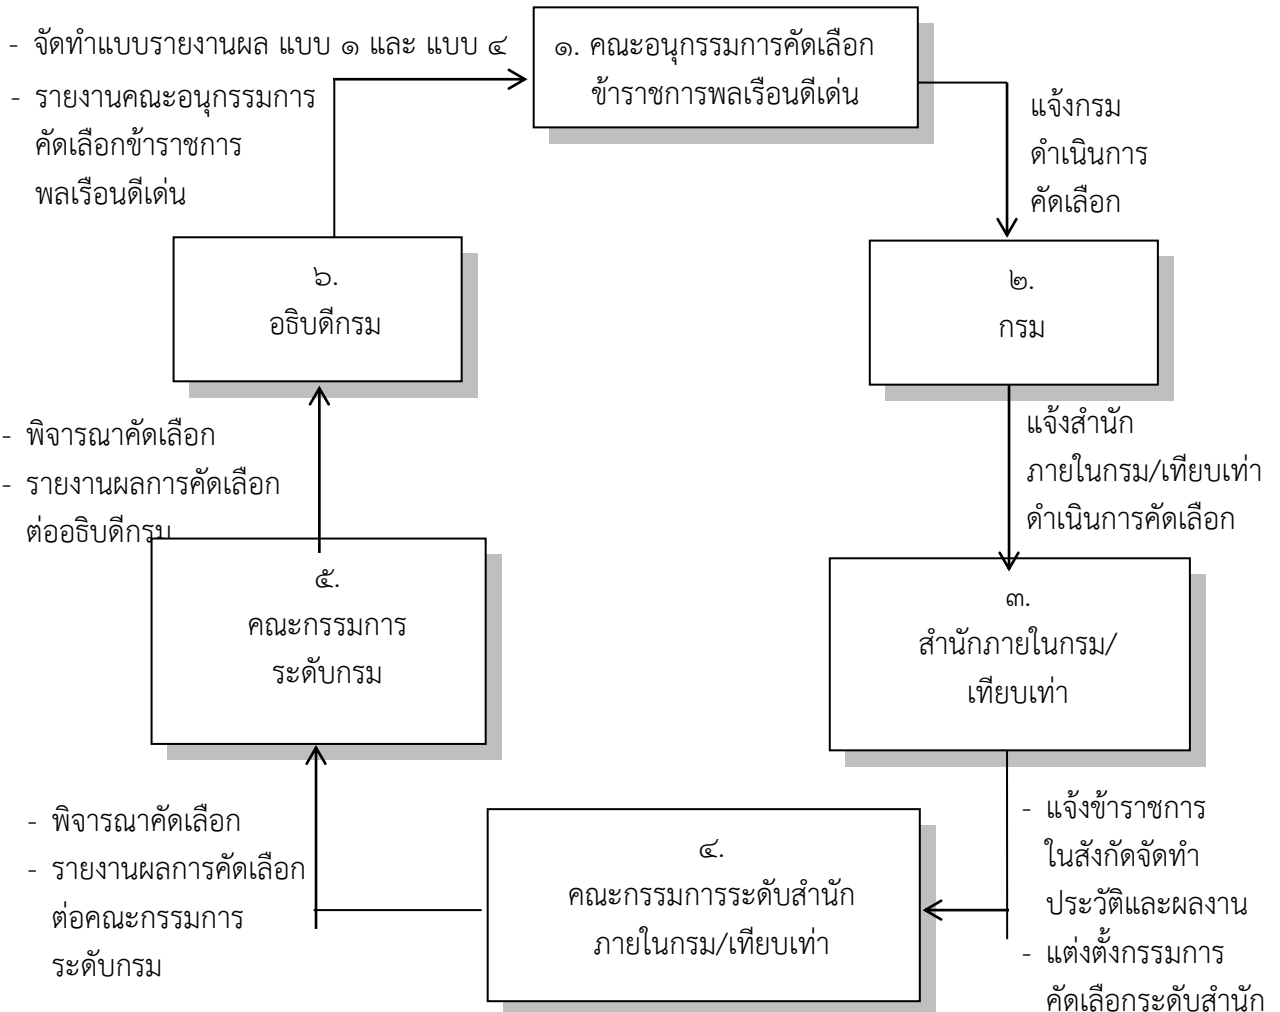 - จัดทำแบบรายงานผล แบบ ๑ และ แบบ ๔
- รายงานคณะอนุกรรมการ
คัดเลือกข้าราชการ
พลเรือนดีเด่น
๑. คณะอนุกรรมการคัดเลือก
ข้าราชการพลเรือนดีเด่น
แจ้งกรม
ดำเนินการ
คัดเลือก
๒.
กรม
แจ้งสำนัก
ภายในกรม/เทียบเท่า
ดำเนินการคัดเลือก
๓.
สำนักภายในกรม/
เทียบเท่า
- แจ้งข้าราชการ
ในสังกัดจัดทำ
ประวัติและผลงาน
- แต่งตั้งกรรมการ
คัดเลือกระดับสำนัก
๔.
คณะกรรมการระดับสำนัก
ภายในกรม/เทียบเท่า
- พิจารณาคัดเลือก
- รายงานผลการคัดเลือก
ต่อคณะกรรมการ
ระดับกรม
๕.
คณะกรรมการ
ระดับกรม
- พิจารณาคัดเลือก
- รายงานผลการคัดเลือก
ต่ออธิบดีกรม
๖.
อธิบดีกรม